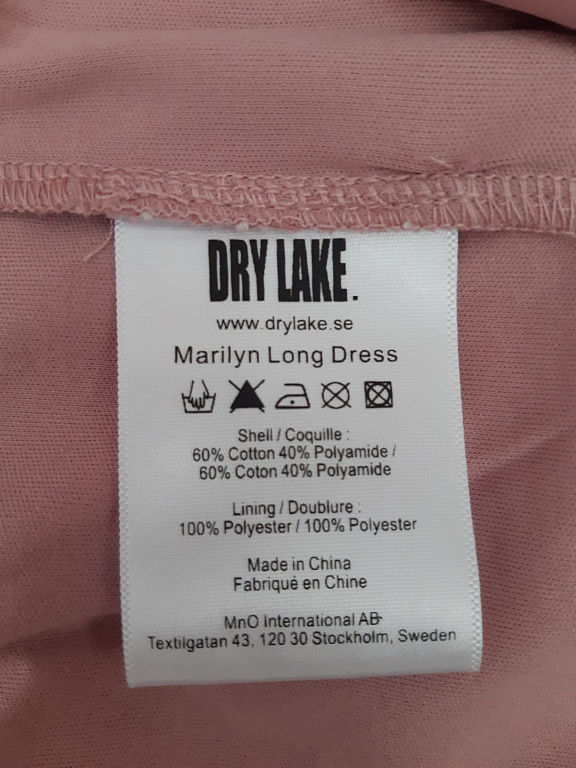 DRY LAKE.
www.drylake.se
Marilyn Long Dress
Shell / Coquille :
60% Cotton 40% Polyamide /
60% Coton 40% Polyamide
Lining / Doublure :
100% Polyester / 100% Polyester
Made in China
Fabriqué en Chine
MnO International AB
Textilgatan 43, 120 30 Stockholm, Sweden